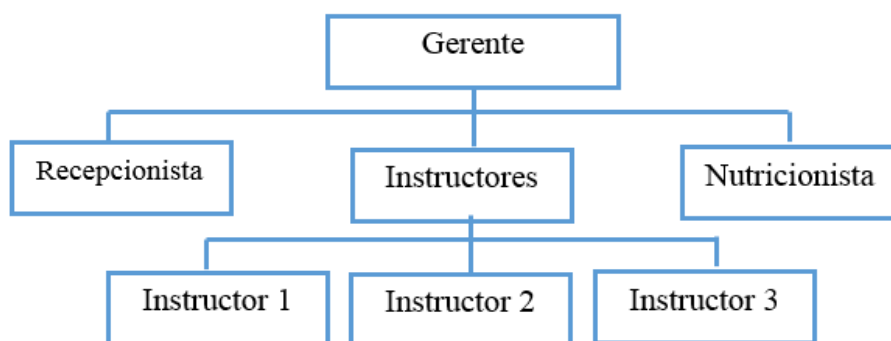 Gerente
Recepcionista
Instructores
Nutricionista
Instructor 1
Instructor 2
Instructor 3